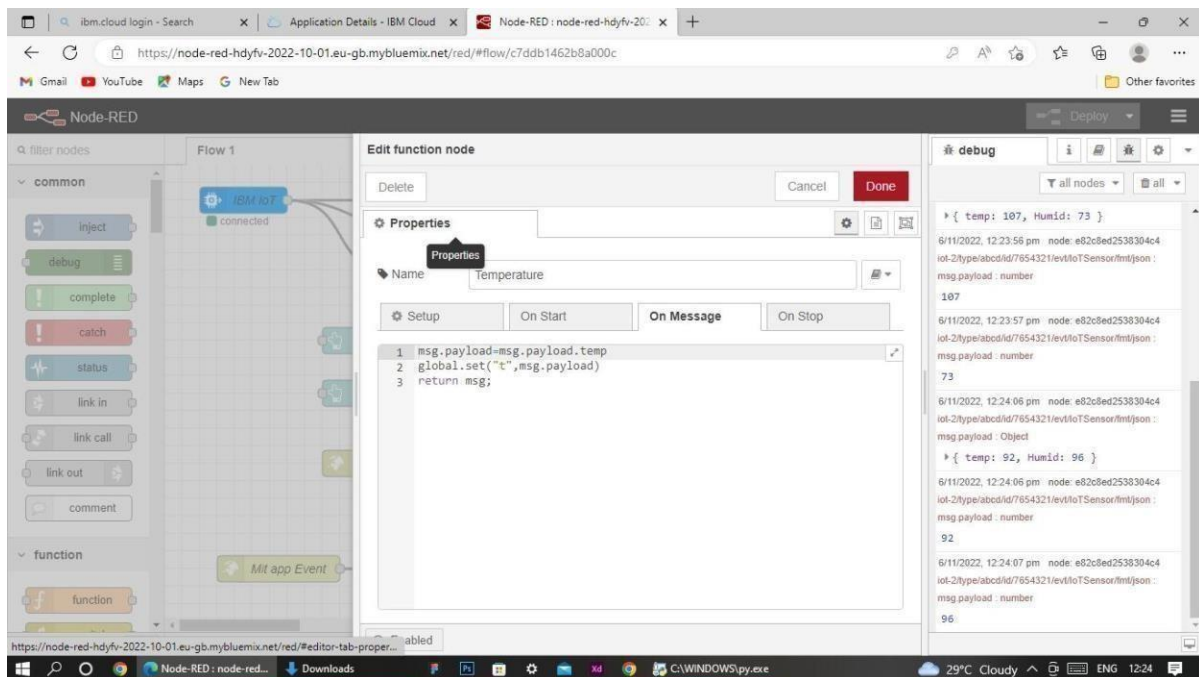 ibm.cloud login - Search
Application Details - IBM Cloud
Node-RED : node-red-hdyfv-202
https://node-red-hdyfv-2022-10-01.eu-gb.mybluemix.net/red/#flow/c7ddb1462b8a000c
Gmail YouTube Maps New Tab Other favorites
Node-RED Deploy
filter nodes
common
inject
debug
complete
catch
status
link in
link call
link out
comment
function
function
Flow 1
IBM IoT
connected
Mit app Event
Edit function node
Delete Cancel Done
Properties
Properties
Name Temperature
Setup On Start On Message On Stop
1 msg.payload=msg.payload.temp
2 global.set("t",msg.payload)
3 return msg;
abled
debug
all nodes all
{ temp: 107, Humid: 73 }
6/11/2022, 12:23:56 pm node: e82c8ed2538304c4
iot-2/type/abcd/id/7654321/evt/IoTSensor/fmt/json :
msg.payload : number
107
6/11/2022, 12:23:57 pm node: e82c8ed2538304c4
iot-2/type/abcd/id/7654321/evt/IoTSensor/fmt/json :
msg.payload : number
73
6/11/2022, 12:24:06 pm node: e82c8ed2538304c4
iot-2/type/abcd/id/7654321/evt/IoTSensor/fmt/json :
msg.payload : Object
{ temp: 92, Humid: 96 }
6/11/2022, 12:24:06 pm node: e82c8ed2538304c4
iot-2/type/abcd/id/7654321/evt/IoTSensor/fmt/json :
msg.payload : number
92
6/11/2022, 12:24:07 pm node: e82c8ed2538304c4
iot-2/type/abcd/id/7654321/evt/IoTSensor/fmt/json :
msg.payload : number
96
https://node-red-hdyfv-2022-10-01.eu-gb.mybluemix.net/red/#editor-tab-proper...
Node-RED : node-red... Downloads Ps Xd C:\WINDOWS\py.exe 29°C Cloudy ENG 12:24